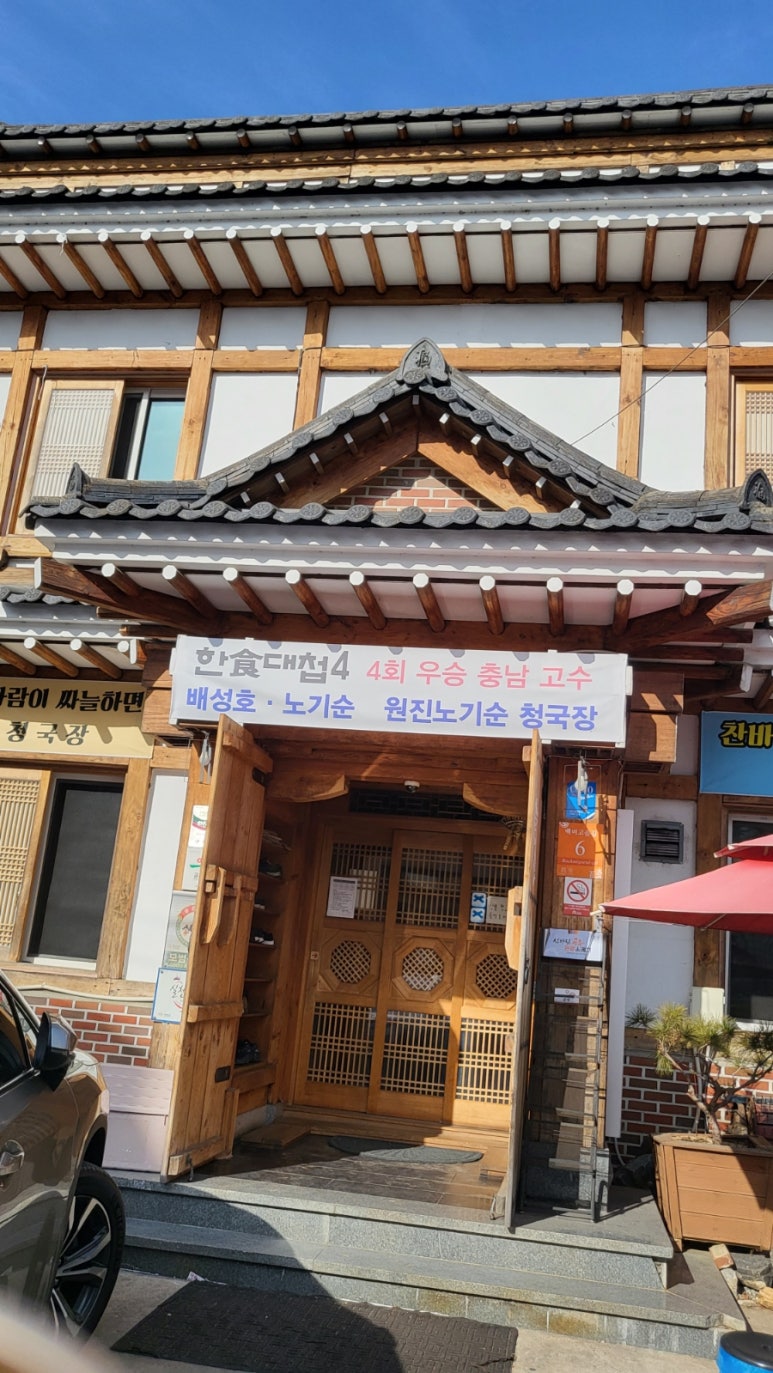 한食대첩4 4회 우승 충남 고수
배성호·노기순 원진노기순 청국장
람이 싸늘하면
청국장
찬바
6